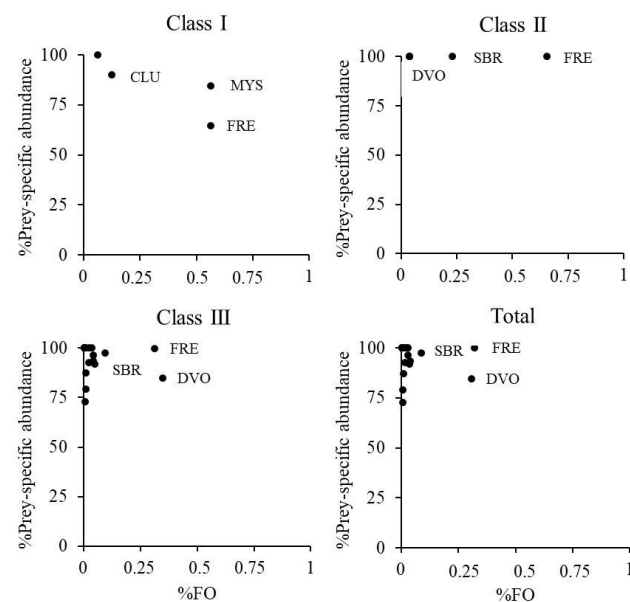 Class I
%Prey-specific abundance
100
75
50
25
0
CLU
MYS
FRE
0 0.25 0.5 0.75 1
Class II
%Prey-specific abundance
100
75
50
25
0
DVO
SBR
FRE
0 0.25 0.5 0.75 1
Class III
%Prey-specific abundance
100
75
50
25
0
FRE
SBR
DVO
0 0.25 0.5 0.75 1
%FO
Total
%Prey-specific abundance
100
75
50
25
0
SBR
FRE
DVO
0 0.25 0.5 0.75 1
%FO